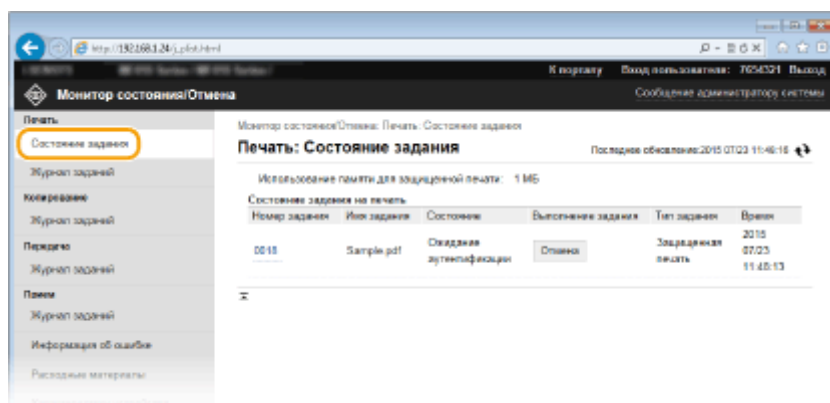 http://192.168.1.24/j_plist.html
К порталу Вход пользователя: 7654321 Выход
Монитор состояния/Отмена
Сообщение администратору системы
Печать
Состояние задания
Журнал заданий
Копирование
Журнал заданий
Передача
Журнал заданий
Прием
Журнал заданий
Информация об ошибке
Расходные материалы
Монитор состояния/Отмена: Печать: Состояние задания
Печать: Состояние задания
Последнее обновление:2015 07/23 11:48:16
Использование памяти для защищенной печати: 1 МБ
Состояние задания на печать
Номер задания Имя задания Состояние Выполнение задания Тип задания Время
0018 Sample.pdf Ожидание аутентификации Отмена Защищенная печать 2015 07/23 11:48:13